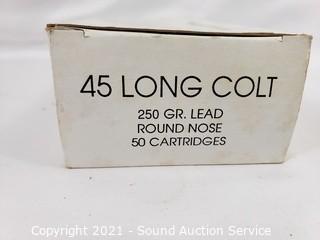 45 LONG COLT
250 GR. LEAD
ROUND NOSE
50 CARTRIDGES
Copyright 2021 - Sound Auction Service